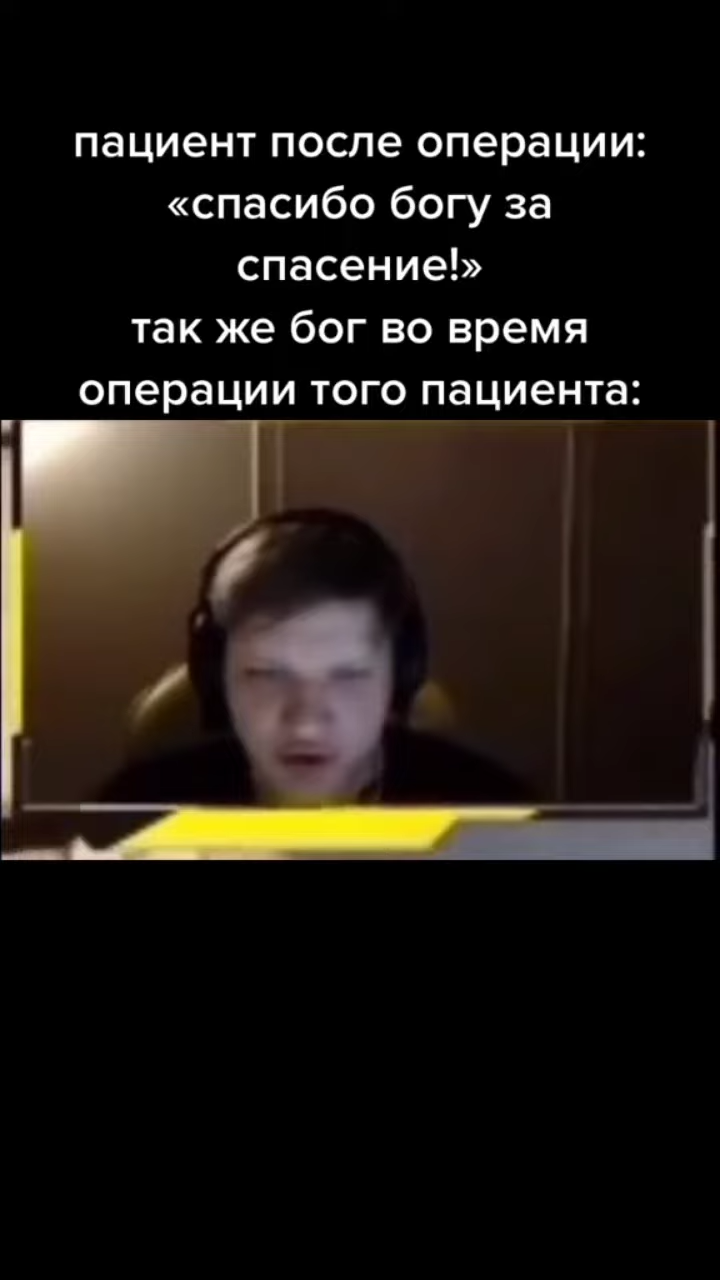 пациент после операции:
«спасибо богу за
спасение!»
так же бог во время
операции того пациента: